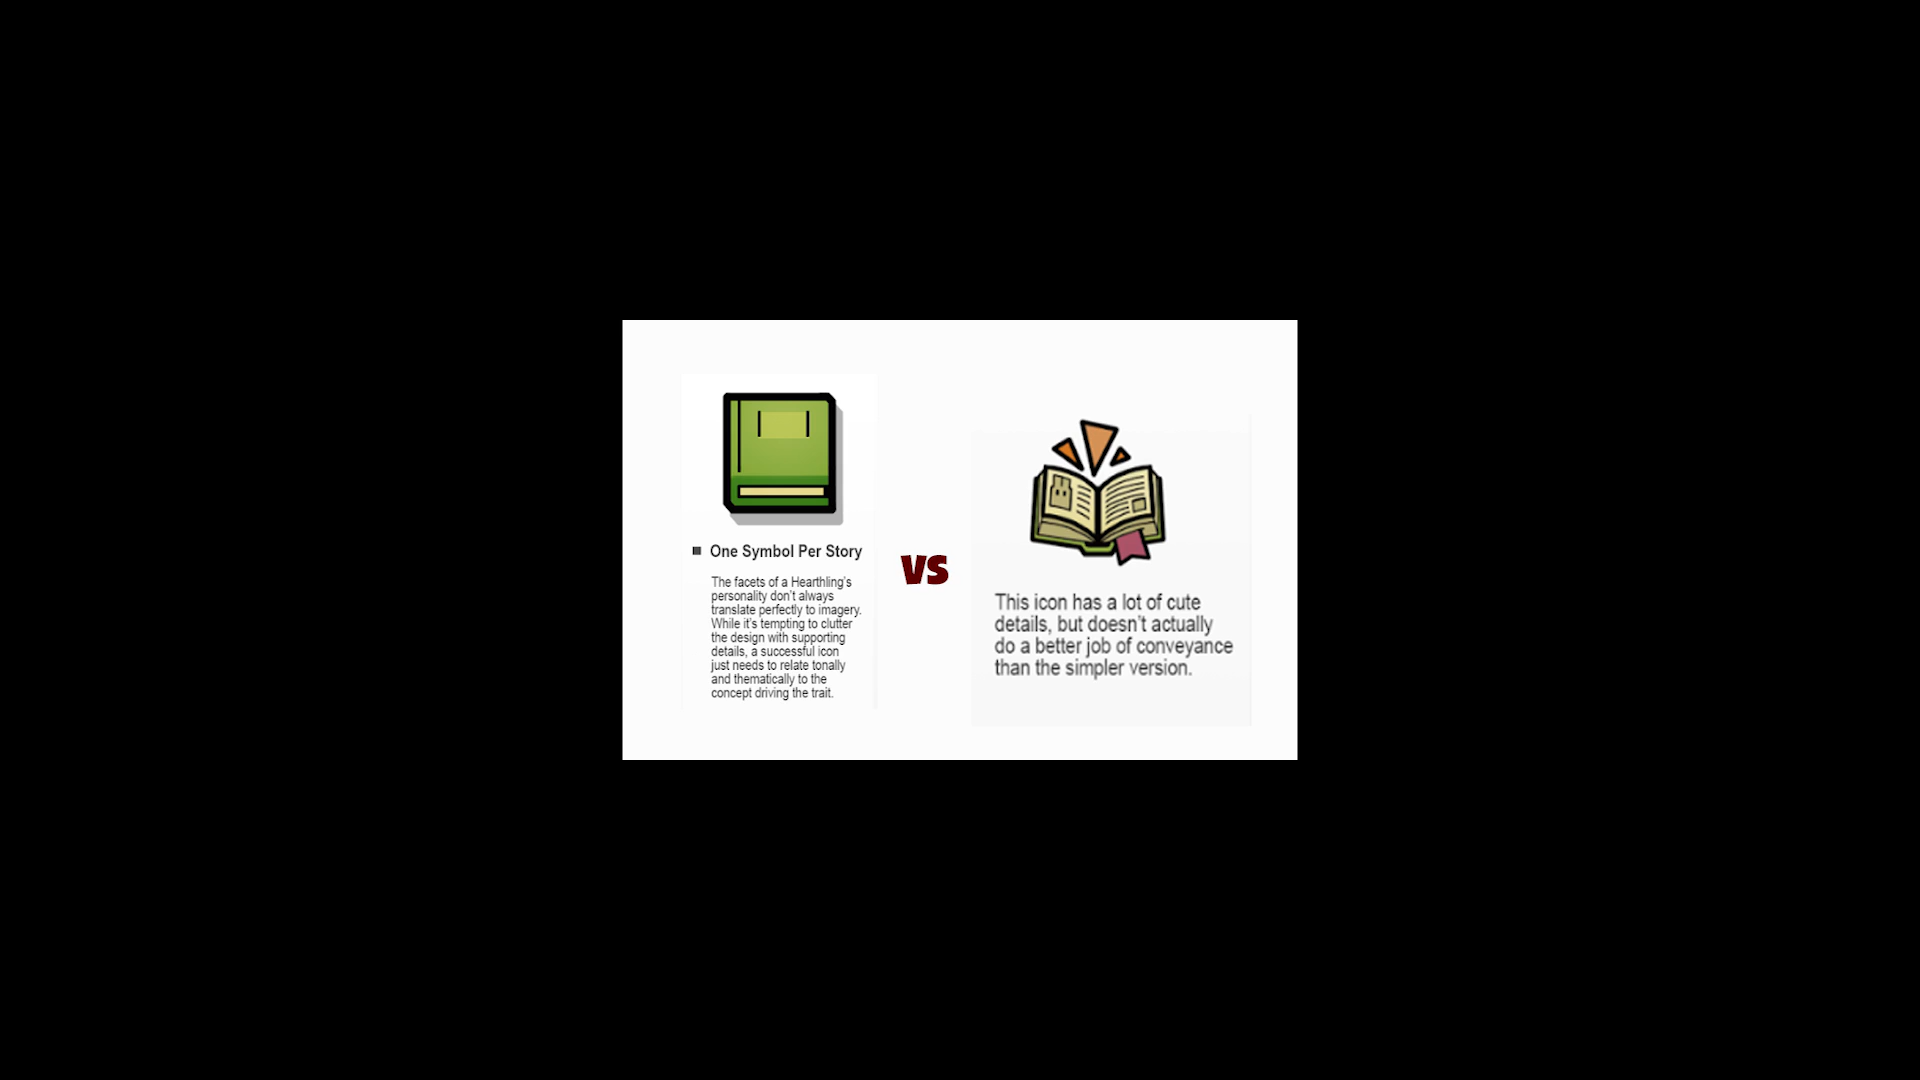 One Symbol Per Story
The facets of a Hearthling's
personality don't always
translate perfectly to imagery.
While it's tempting to clutter
the design with supporting
details, a successful icon
just needs to relate tonally
and thematically to the
concept driving the trait.
VS
This icon has a lot of cute
details, but doesn't actually
do a better job of conveyance
than the simpler version.